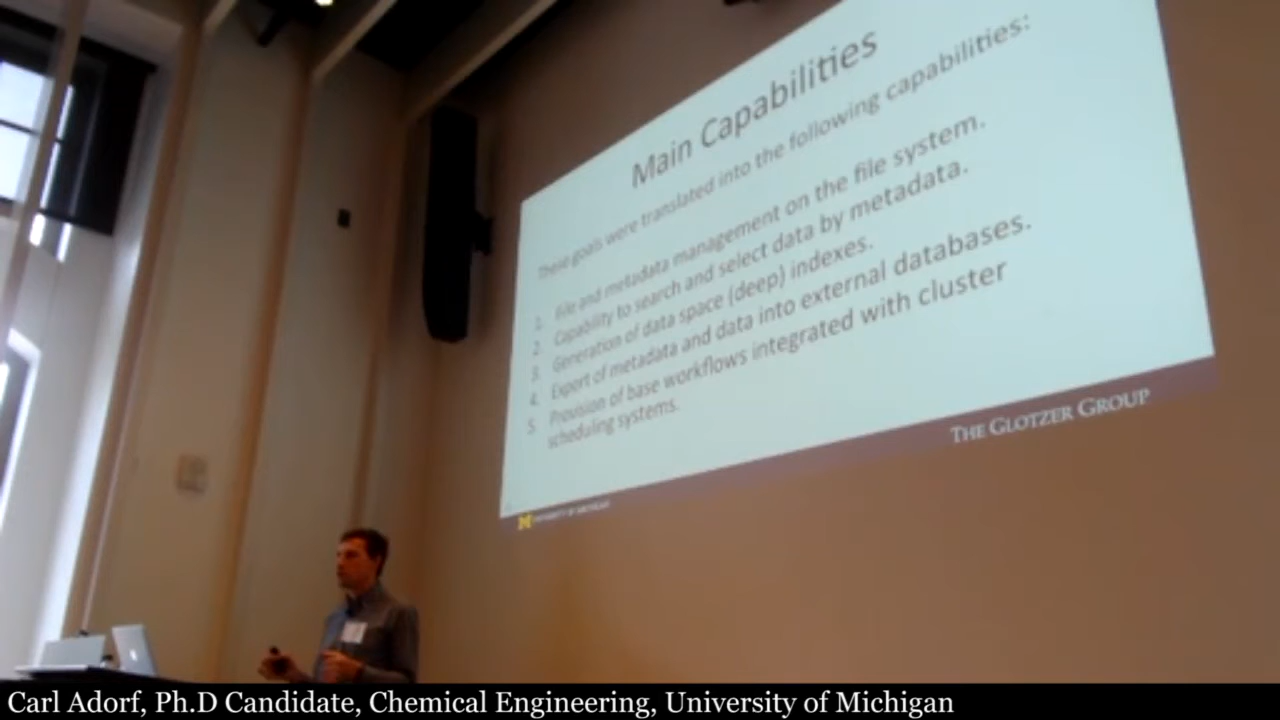 Main Capabilities
These goals were translated into the following capabilities:
1. File and metadata management on the file system.
2. Capability to search and select data by metadata.
3. Generation of data space (deep) indexes.
4. Export of metadata and data into external databases.
5. Provision of base workflows integrated with cluster
scheduling systems.
THE GLOTZER GROUP
M UNIVERSITY OF MICHIGAN
Carl Adorf, Ph.D Candidate, Chemical Engineering, University of Michigan